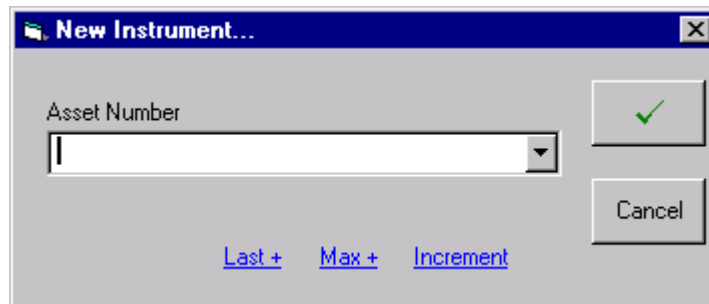 New Instrument...
Asset Number
Cancel
Last + Max + Increment